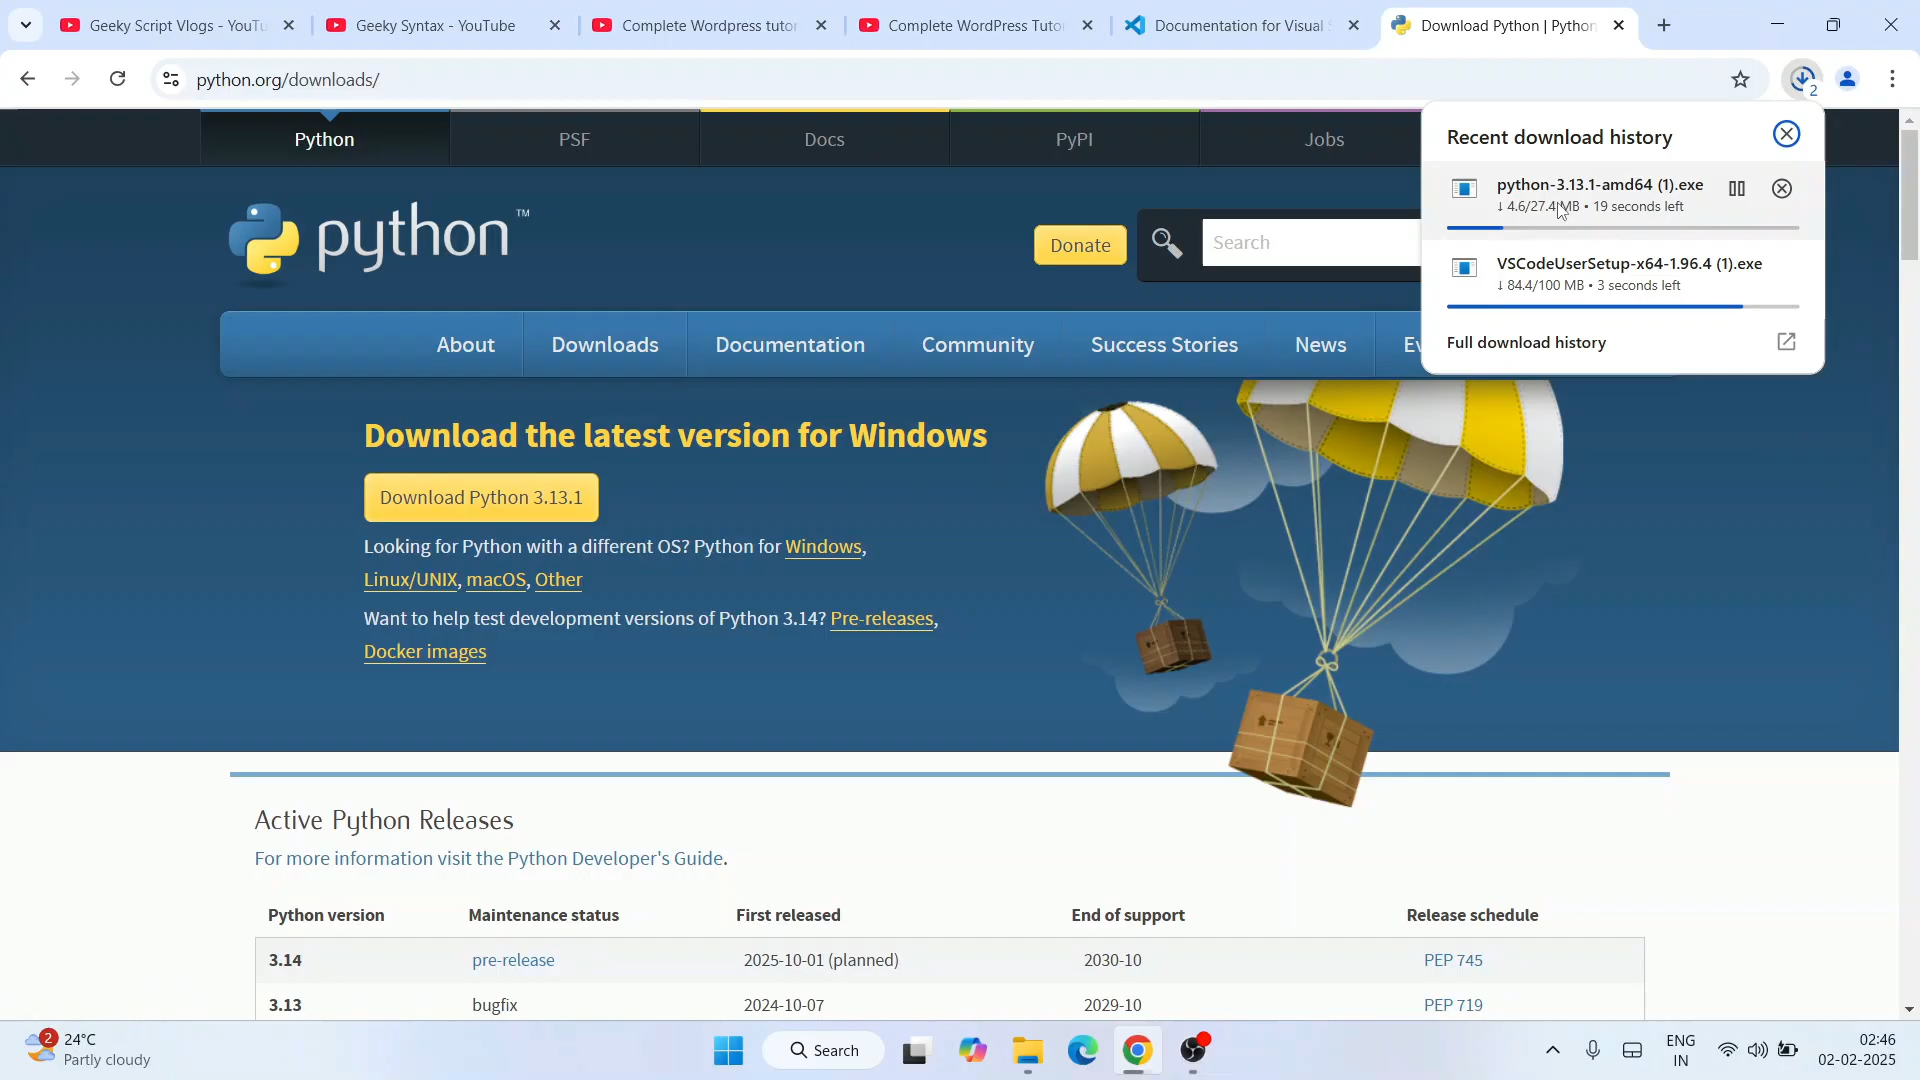 Geeky Script Vlogs - YouTu
Geeky Syntax - YouTube
Complete Wordpress tutor
Complete WordPress Tuto
Documentation for Visual S
Download Python | Python
python.org/downloads/
2
Python
PSF
Docs
PyPI
Jobs
Recent download history
python-3.13.1-amd64 (1).exe
↓ 4.6/27.4 MB • 19 seconds left
VSCodeUserSetup-x64-1.96.4 (1).exe
↓ 84.4/100 MB • 3 seconds left
Full download history
python™
Donate
Search
About
Downloads
Documentation
Community
Success Stories
News
Ev
Download the latest version for Windows
Download Python 3.13.1
Looking for Python with a different OS? Python for Windows,
Linux/UNIX, macOS, Other
Want to help test development versions of Python 3.14? Pre-releases,
Docker images
Active Python Releases
For more information visit the Python Developer's Guide.
Python version Maintenance status First released End of support Release schedule
3.14 pre-release 2025-10-01 (planned) 2030-10 PEP 745
3.13 bugfix 2024-10-07 2029-10 PEP 719
2
24°C
Partly cloudy
Search
ENG
IN
02:46
02-02-2025